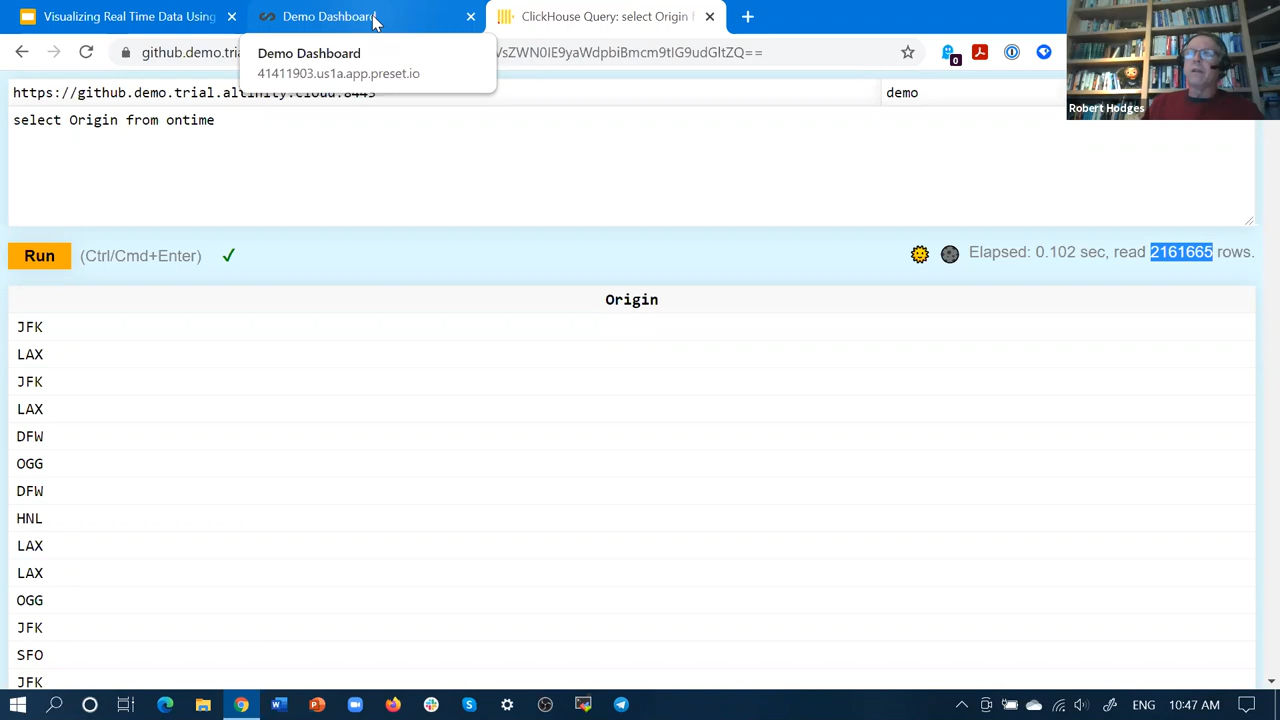 Visualizing Real Time Data Using
Demo Dashboard
ClickHouse Query: select Origin f
github.demo.tria
VsZWN0IE9yaWdpbiBmcm9tIG9udGltZQ==
0
Demo Dashboard
41411903.us1a.app.preset.io
https://github.demo.trial.altinity.cloud:8443
demo
Robert Hodges
select Origin from ontime
Run
(Ctrl/Cmd+Enter)
✓
Elapsed: 0.102 sec, read 2161665 rows.
Origin
JFK
LAX
JFK
LAX
DFW
OGG
DFW
HNL
LAX
LAX
OGG
JFK
SFO
JFK
ENG
10:47 AM